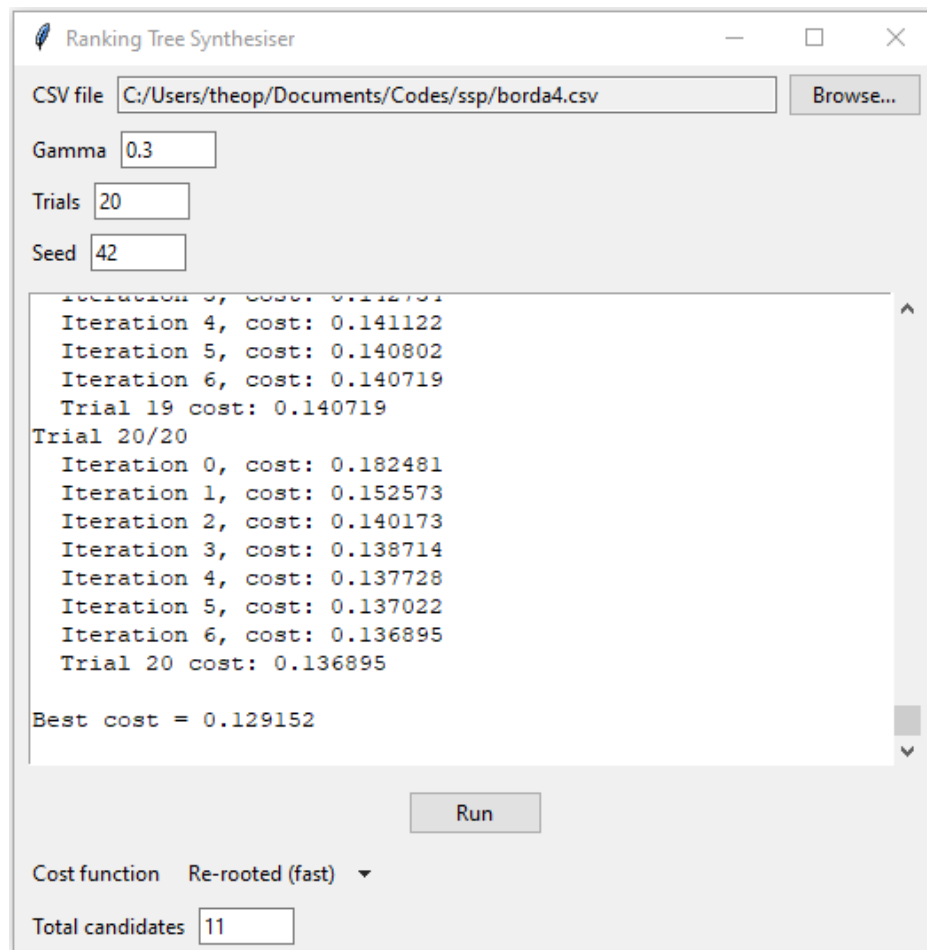 Ranking Tree Synthesiser
CSV file C:/Users/theop/Documents/Codes/ssp/borda4.csv Browse...
Gamma 0.3
Trials 20
Seed 42
Iteration 4, cost: 0.141122
Iteration 5, cost: 0.140802
Iteration 6, cost: 0.140719
Trial 19 cost: 0.140719
Trial 20/20
Iteration 0, cost: 0.182481
Iteration 1, cost: 0.152573
Iteration 2, cost: 0.140173
Iteration 3, cost: 0.138714
Iteration 4, cost: 0.137728
Iteration 5, cost: 0.137022
Iteration 6, cost: 0.136895
Trial 20 cost: 0.136895
Best cost = 0.129152
Run
Cost function Re-rooted (fast)
Total candidates 11